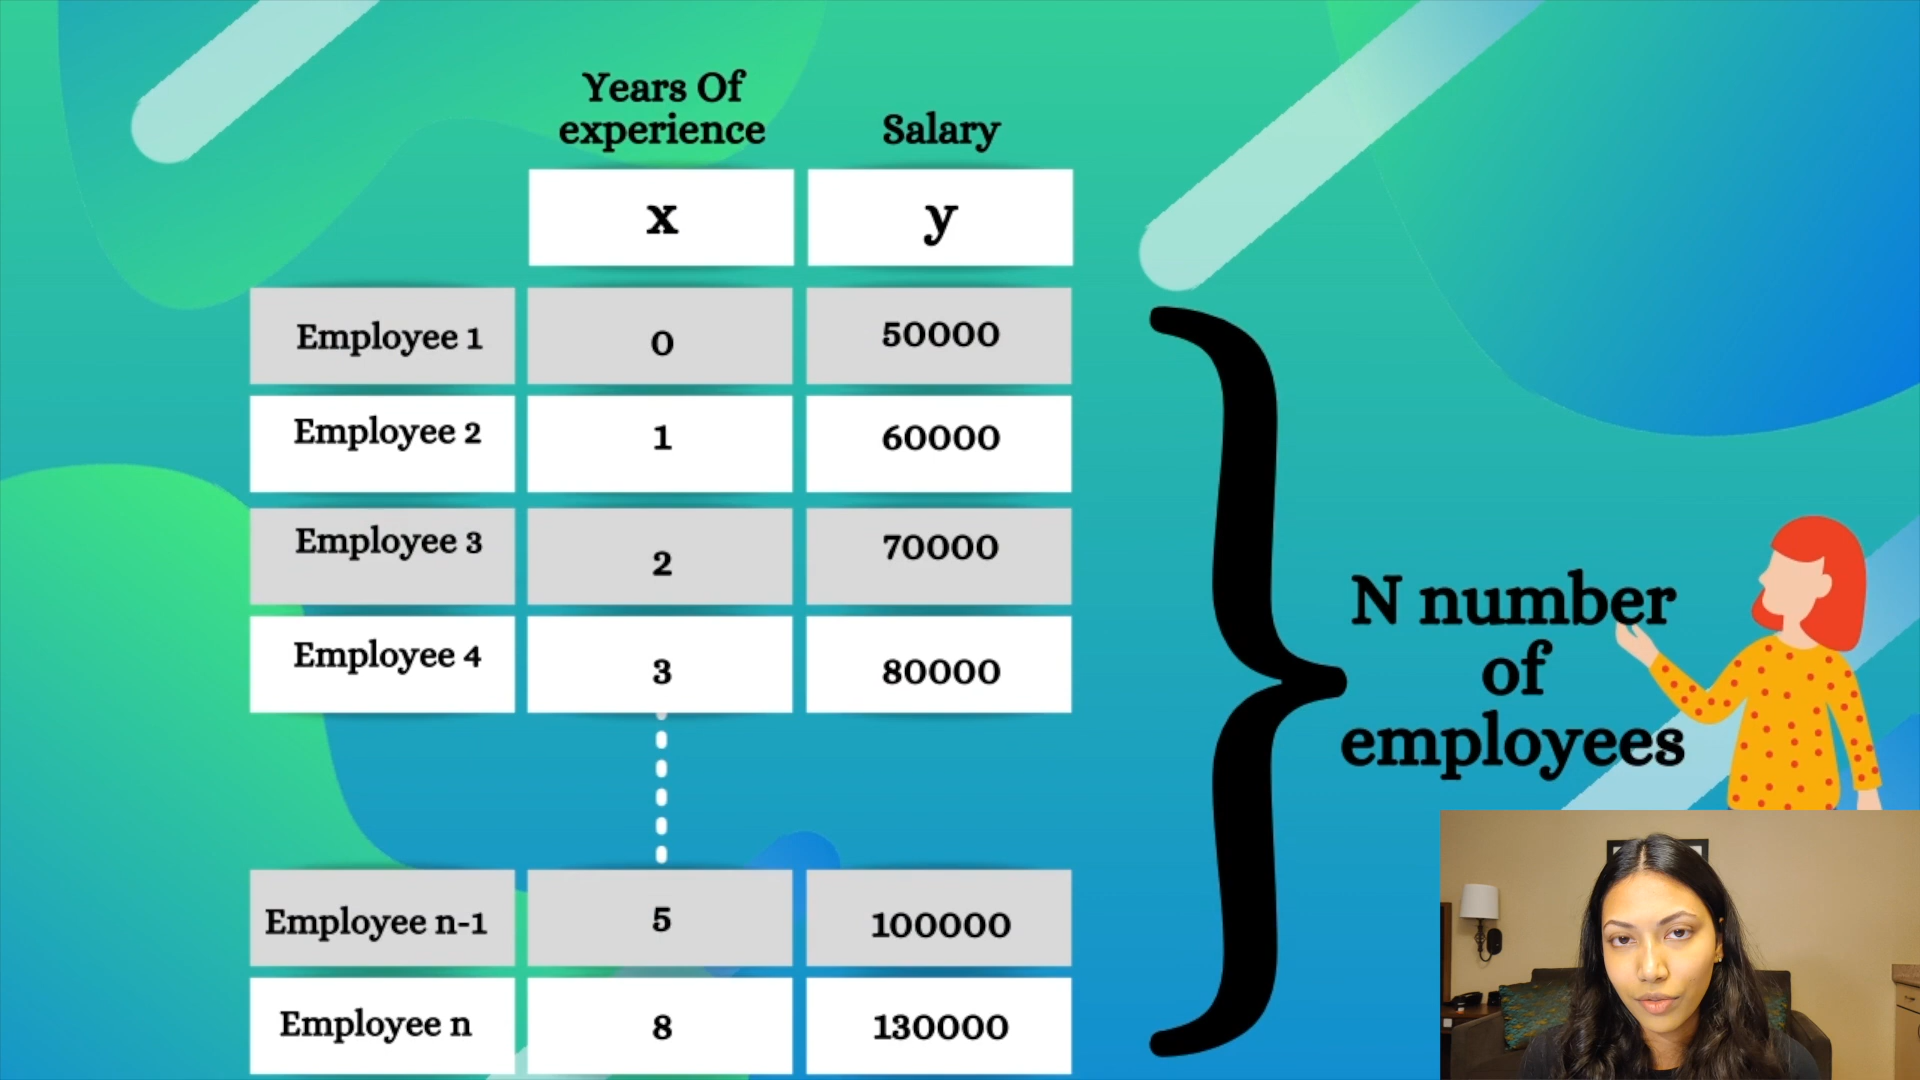 Years Of
experience
Salary
x
y
Employee 1
0
50000
Employee 2
1
60000
Employee 3
2
70000
Employee 4
3
80000
Employee n-1
5
100000
Employee n
8
130000
N number
of
employees